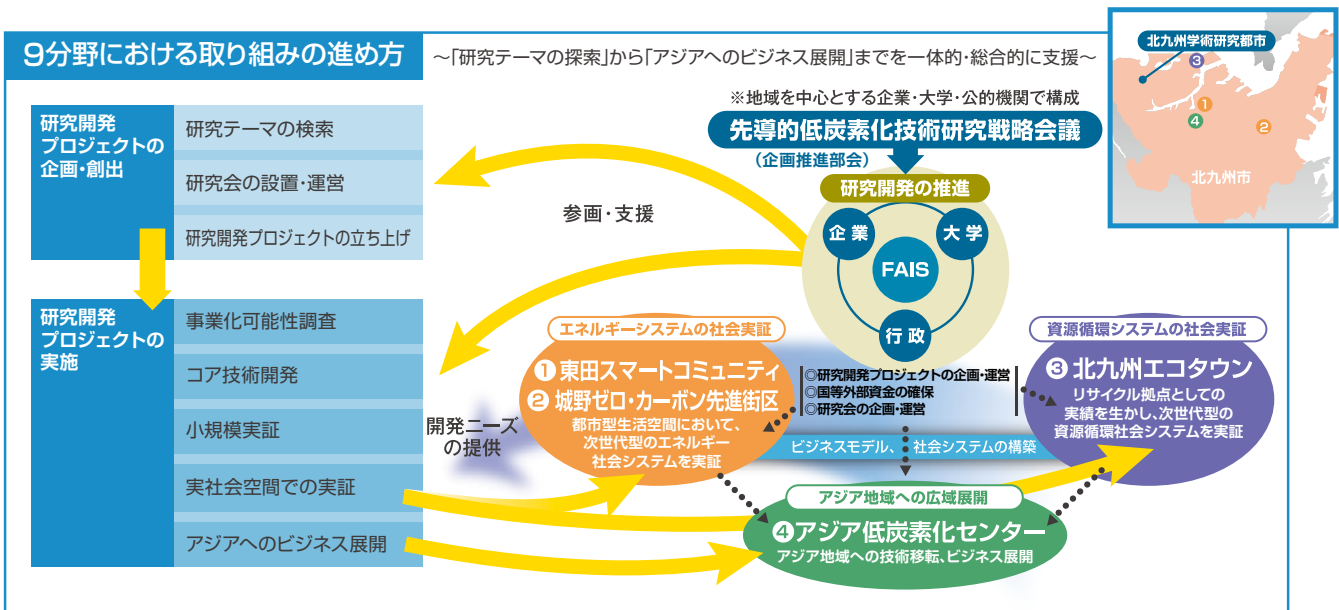 9分野における取り組みの進め方
～「研究テーマの探索」から「アジアへのビジネス展開」までを一体的・総合的に支援～
北九州学術研究都市
③
①
④
②
北九州市
研究開発
プロジェクトの
企画・創出
研究テーマの検索
研究会の設置・運営
研究開発プロジェクトの立ち上げ
研究開発
プロジェクトの
実施
事業化可能性調査
コア技術開発
小規模実証
実社会空間での実証
アジアへのビジネス展開
参画・支援
開発ニーズ
の提供
※地域を中心とする企業・大学・公的機関で構成
先導的低炭素化技術研究戦略会議
（企画推進部会）
研究開発の推進
企業
大学
FAIS
行政
エネルギーシステムの社会実証
①東田スマートコミュニティ
②城野ゼロ・カーボン先進街区
都市型生活空間において、
次世代型のエネルギー
社会システムを実証
◎研究開発プロジェクトの企画・運営
◎国等外部資金の確保
◎研究会の企画・運営
ビジネスモデル、社会システムの構築
資源循環システムの社会実証
③北九州エコタウン
リサイクル拠点としての
実績を生かし、次世代型の
資源循環社会システムを実証
アジア地域への広域展開
④アジア低炭素化センター
アジア地域への技術移転、ビジネス展開